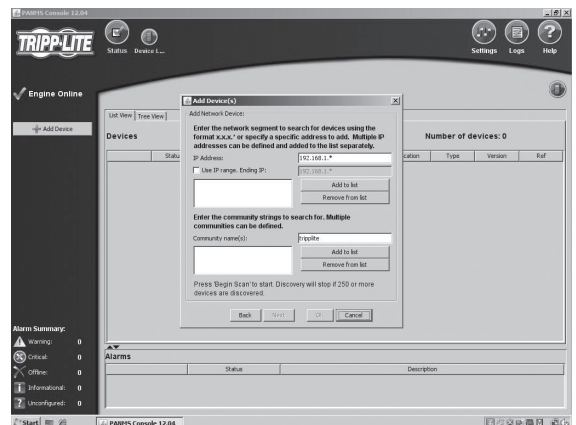 PANMS Console 12.04
TRIPP·LITE
Status
Device L...
Settings
Logs
Help
Engine Online
Add Device
List View
Tree View
Devices
Number of devices: 0
Type
Version
Ref
Add Device(s)
Add Network Device:
Enter the network segment to search for devices using the
format x.x.x.* or specify a specific address to add. Multiple IP
addresses can be defined and added to the list separately.
IP Address:
192.168.1.*
Use IP range. Ending IP:
192.168.1.*
Add to list
Remove from list
Enter the community strings to search for. Multiple
communities can be defined.
Community name(s):
tripplite
Add to list
Remove from list
Press 'Begin Scan' to start. Discovery will stop if 250 or more
devices are discovered.
Back
Next
Ok
Cancel
Alarm Summary:
Warning: 0
Critical: 0
Offline: 0
Informational: 0
Unconfigured: 0
Alarms
Status
Description
Start
PANMS Console 12.04